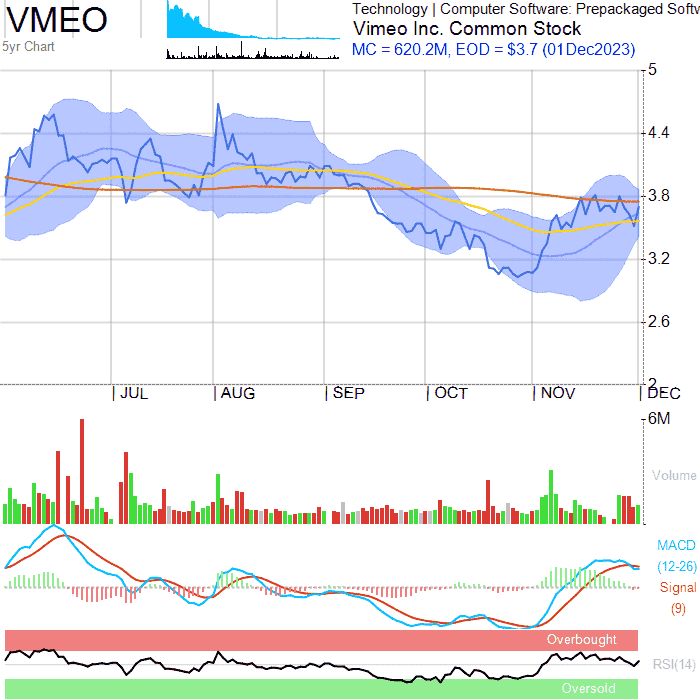 VMEO
5yr Chart
Technology | Computer Software: Prepackaged Softw
Vimeo Inc. Common Stock
MC = 620.2M, EOD = $3.7 (01Dec2023)
5
4.4
3.8
3.2
2.6
2
JUL AUG SEP OCT NOV DEC
6M
Volume
MACD
(12-26)
Signal
(9)
Overbought
RSI(14)
Oversold